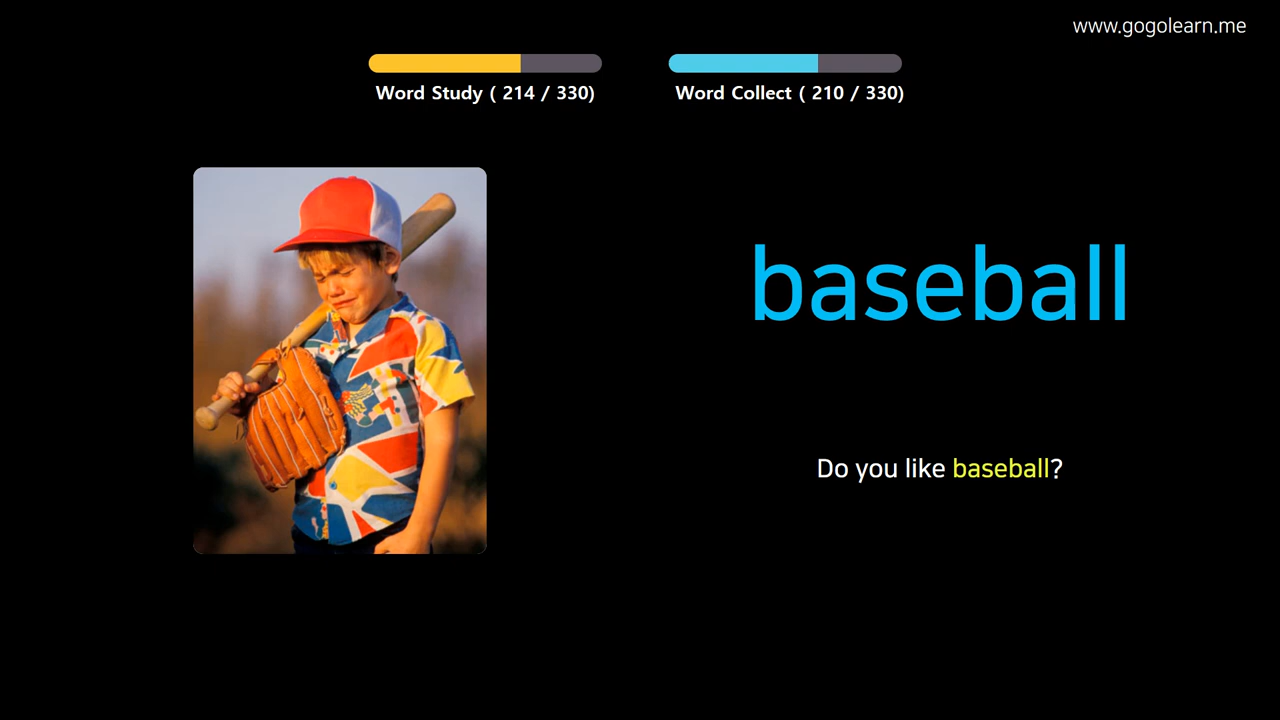 www.gogolearn.me
Word Study ( 214 / 330)
Word Collect ( 210 / 330)
baseball
Do you like baseball?